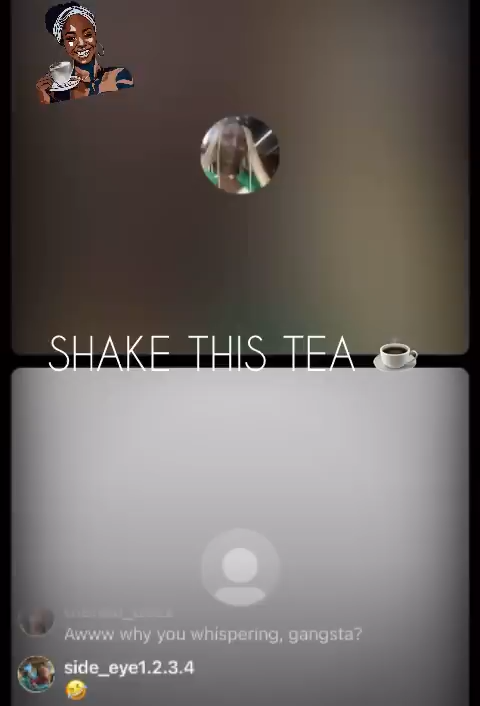 SHAKE THIS TEA ☕
Awww why you whispering, gangsta?
side_eye1.2.3.4
🤣